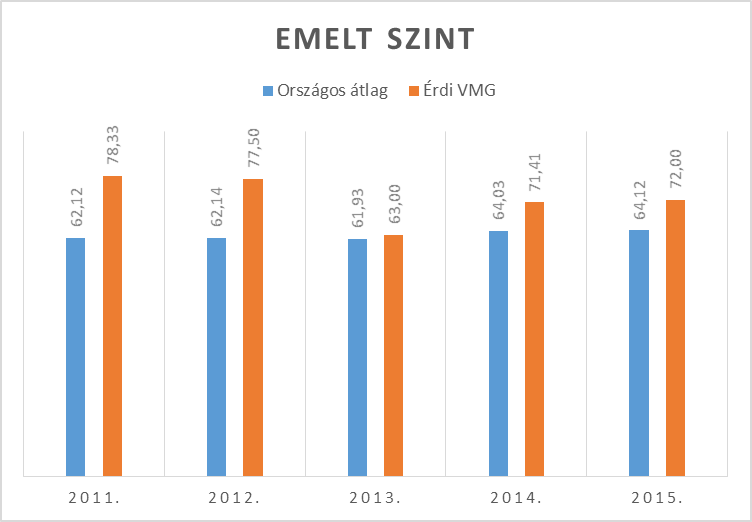 EMELT SZINT
Országos átlag Érdi VMG
62,12 78,33 62,14 77,50 61,93 63,00 64,03 71,41 64,12 72,00
2011. 2012. 2013. 2014. 2015.